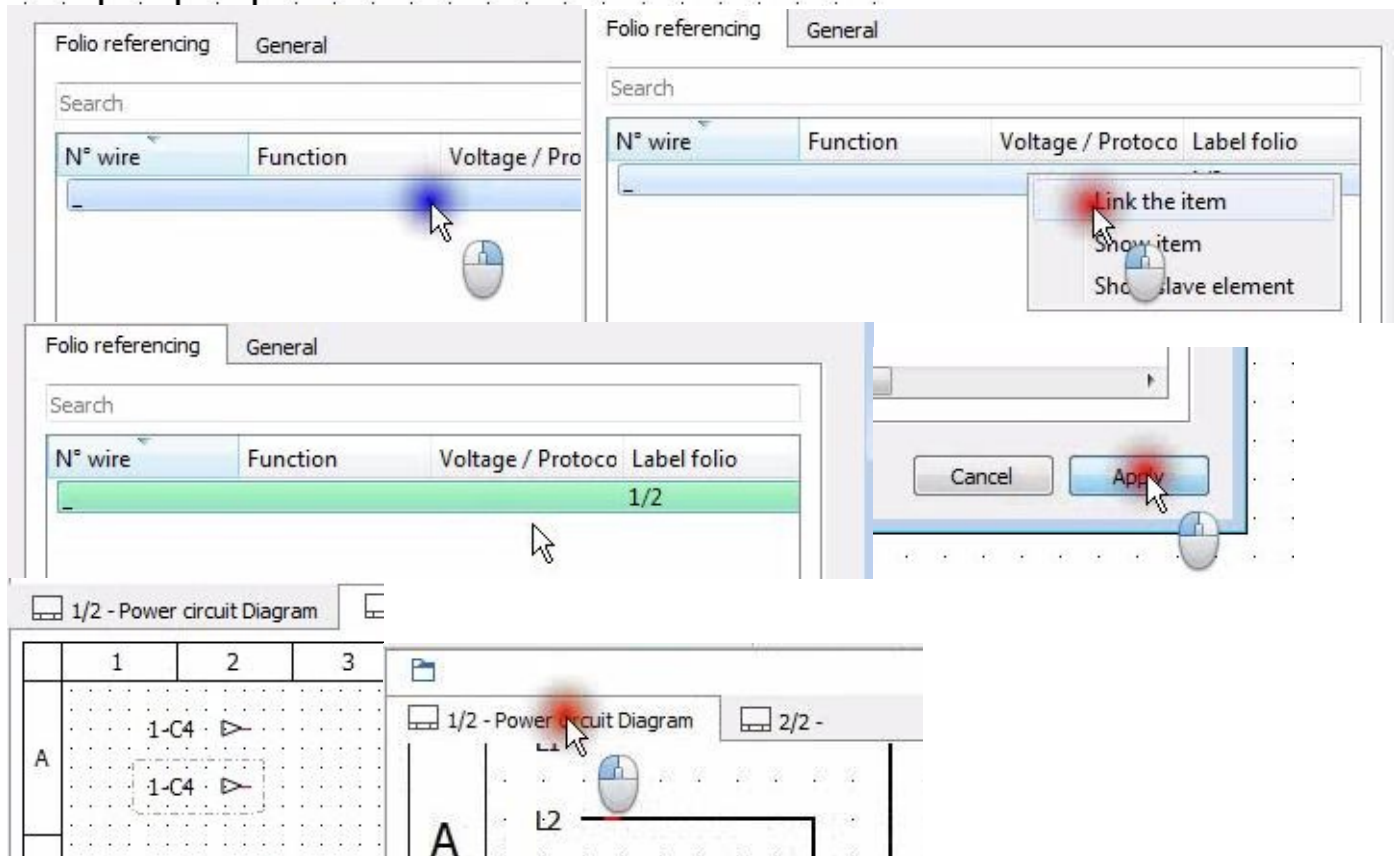 Folio referencing General
Search
N° wire Function Voltage / Pro
_
Folio referencing General
Search
N° wire Function Voltage / Protoco Label folio
_
Link the item
Show item
Show slave element
Folio referencing General
Search
N° wire Function Voltage / Protoco Label folio
_ 1/2
Cancel Apply
1/2 - Power circuit Diagram
1 2 3
A
1-C4
1-C4
1/2 - Power circuit Diagram 2/2 -
L1
L2
A